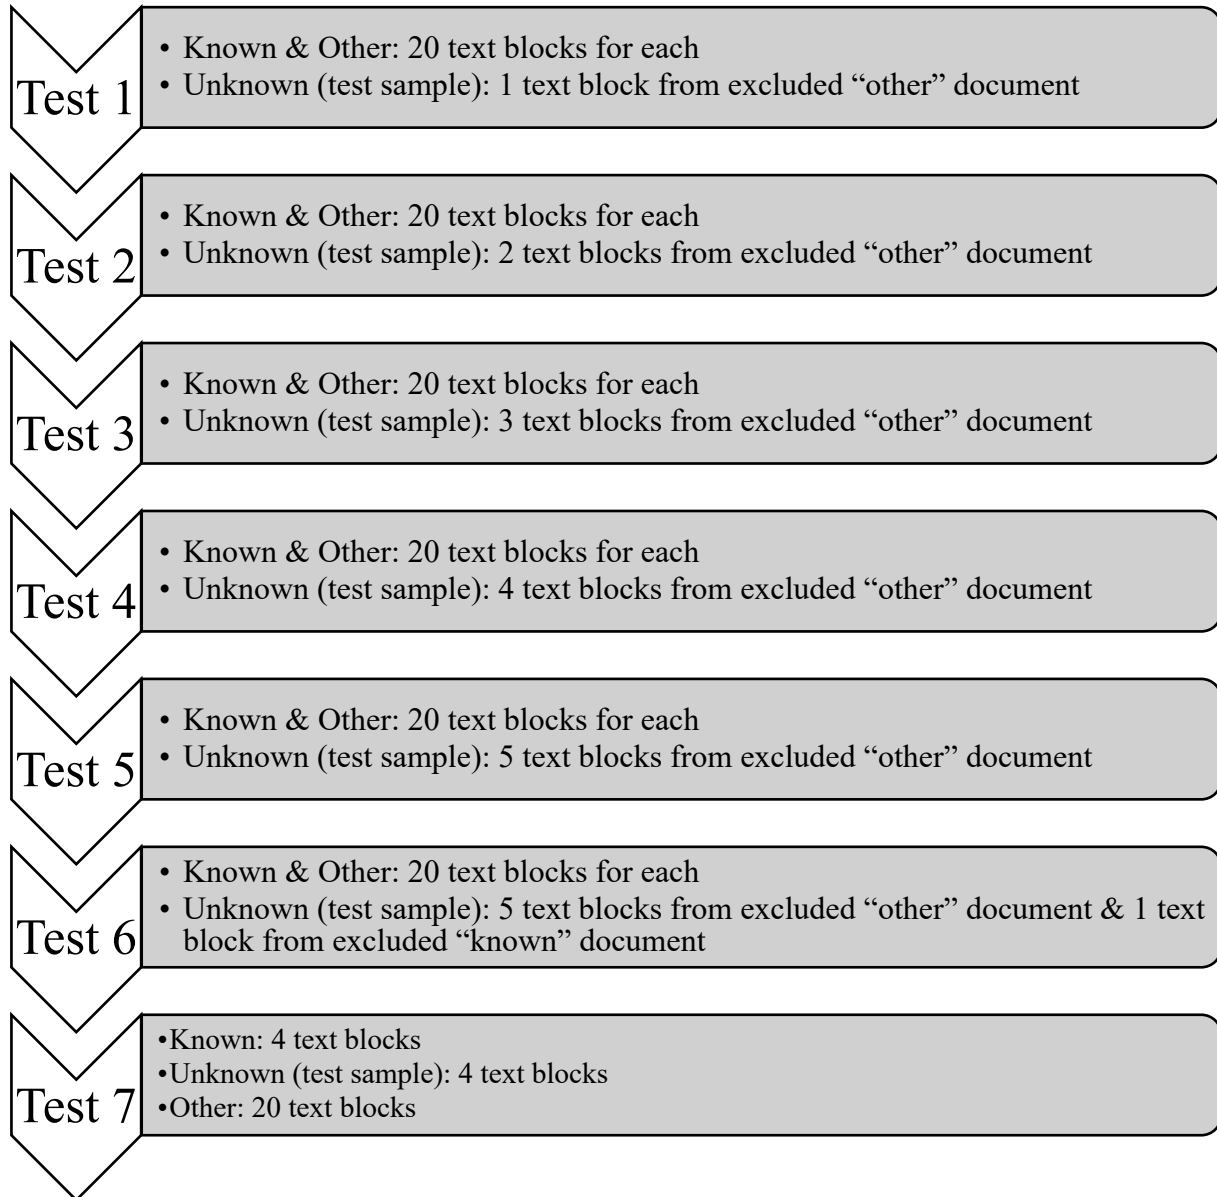 Test 1
• Known & Other: 20 text blocks for each
• Unknown (test sample): 1 text block from excluded “other” document
Test 2
• Known & Other: 20 text blocks for each
• Unknown (test sample): 2 text blocks from excluded “other” document
Test 3
• Known & Other: 20 text blocks for each
• Unknown (test sample): 3 text blocks from excluded “other” document
Test 4
• Known & Other: 20 text blocks for each
• Unknown (test sample): 4 text blocks from excluded “other” document
Test 5
• Known & Other: 20 text blocks for each
• Unknown (test sample): 5 text blocks from excluded “other” document
Test 6
• Known & Other: 20 text blocks for each
• Unknown (test sample): 5 text blocks from excluded “other” document & 1 text
block from excluded “known” document
Test 7
•Known: 4 text blocks
•Unknown (test sample): 4 text blocks
•Other: 20 text blocks